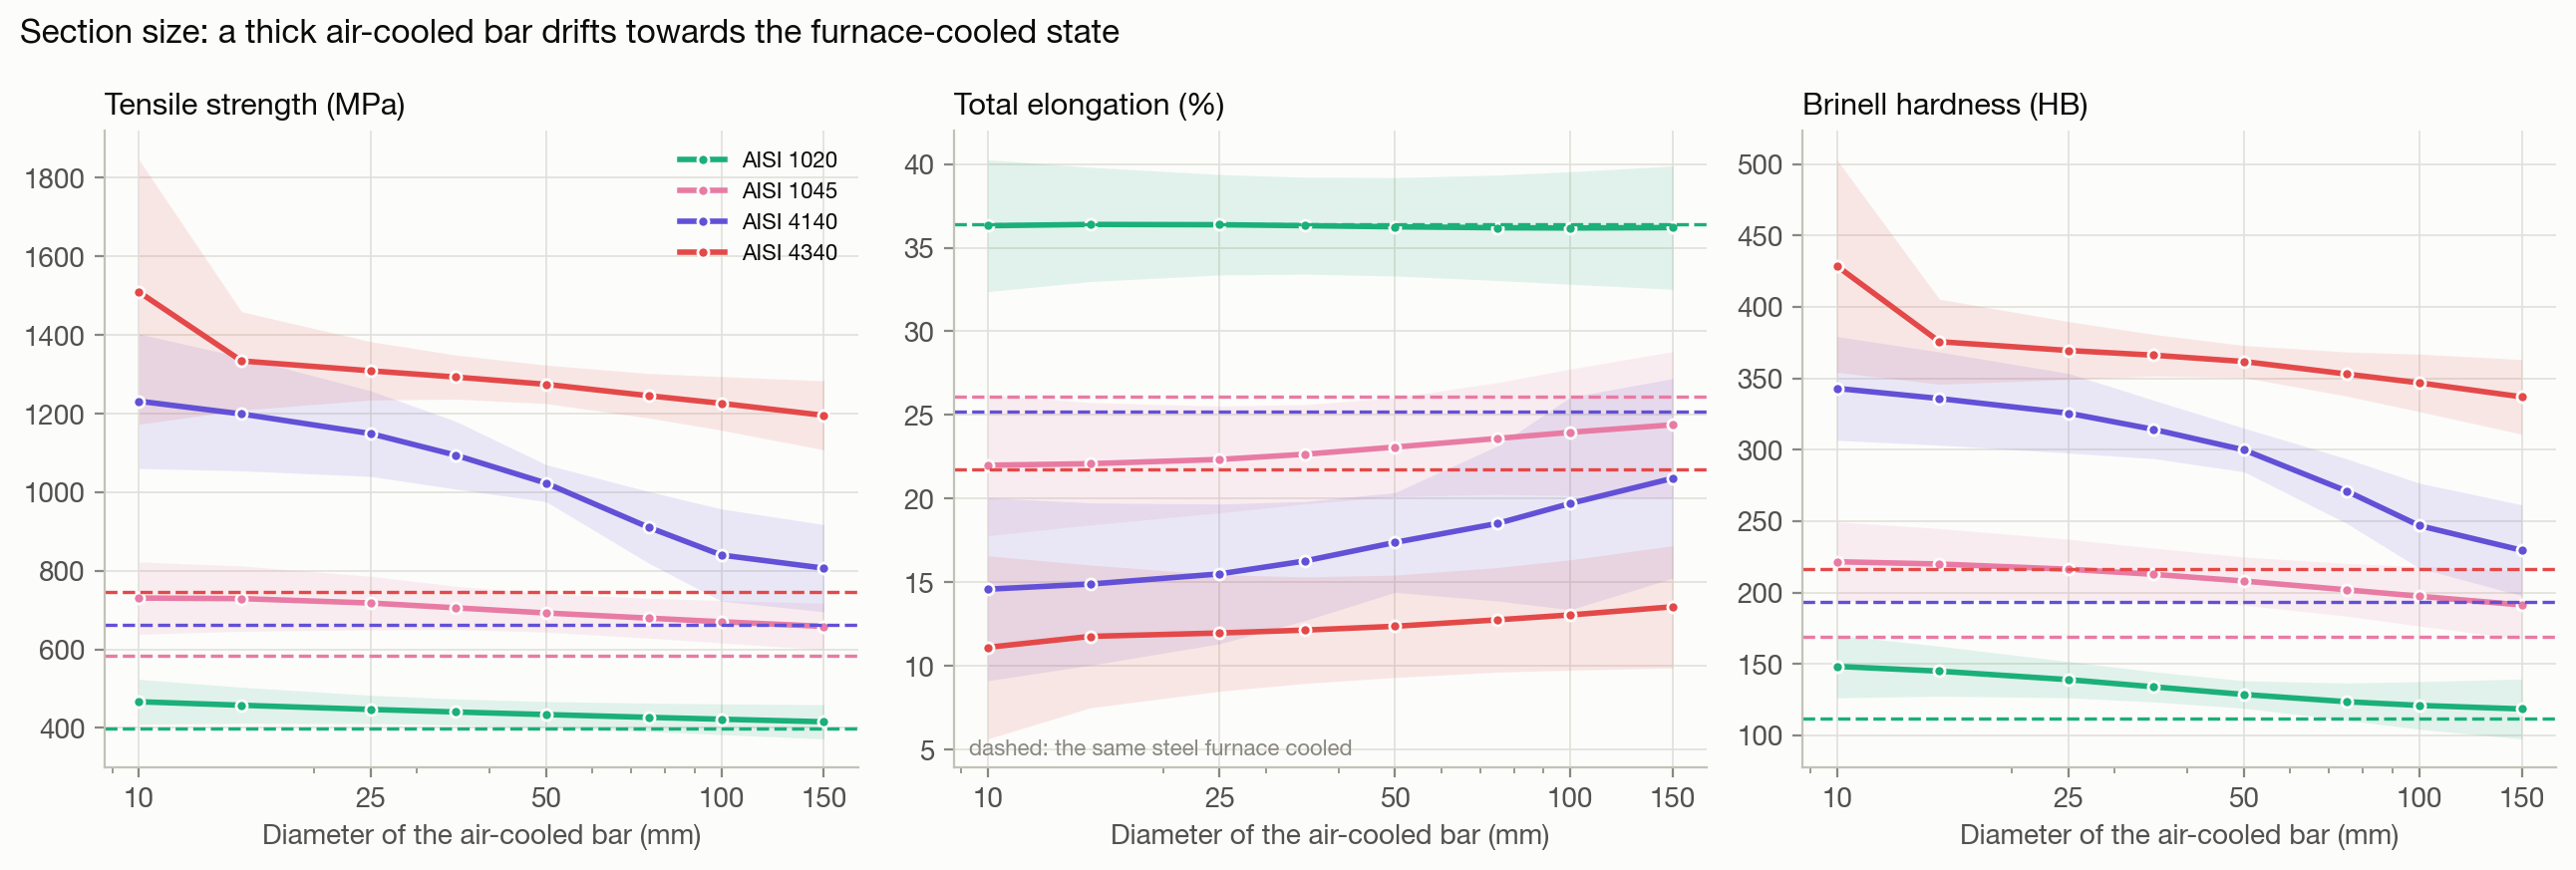 Section size: a thick air-cooled bar drifts towards the furnace-cooled state
Tensile strength (MPa)
1800
1600
1400
1200
1000
800
600
400
AISI 1020
AISI 1045
AISI 4140
AISI 4340
10 25 50 100 150
Diameter of the air-cooled bar (mm)
Total elongation (%)
40
35
30
25
20
15
10
5
dashed: the same steel furnace cooled
10 25 50 100 150
Diameter of the air-cooled bar (mm)
Brinell hardness (HB)
500
450
400
350
300
250
200
150
100
10 25 50 100 150
Diameter of the air-cooled bar (mm)